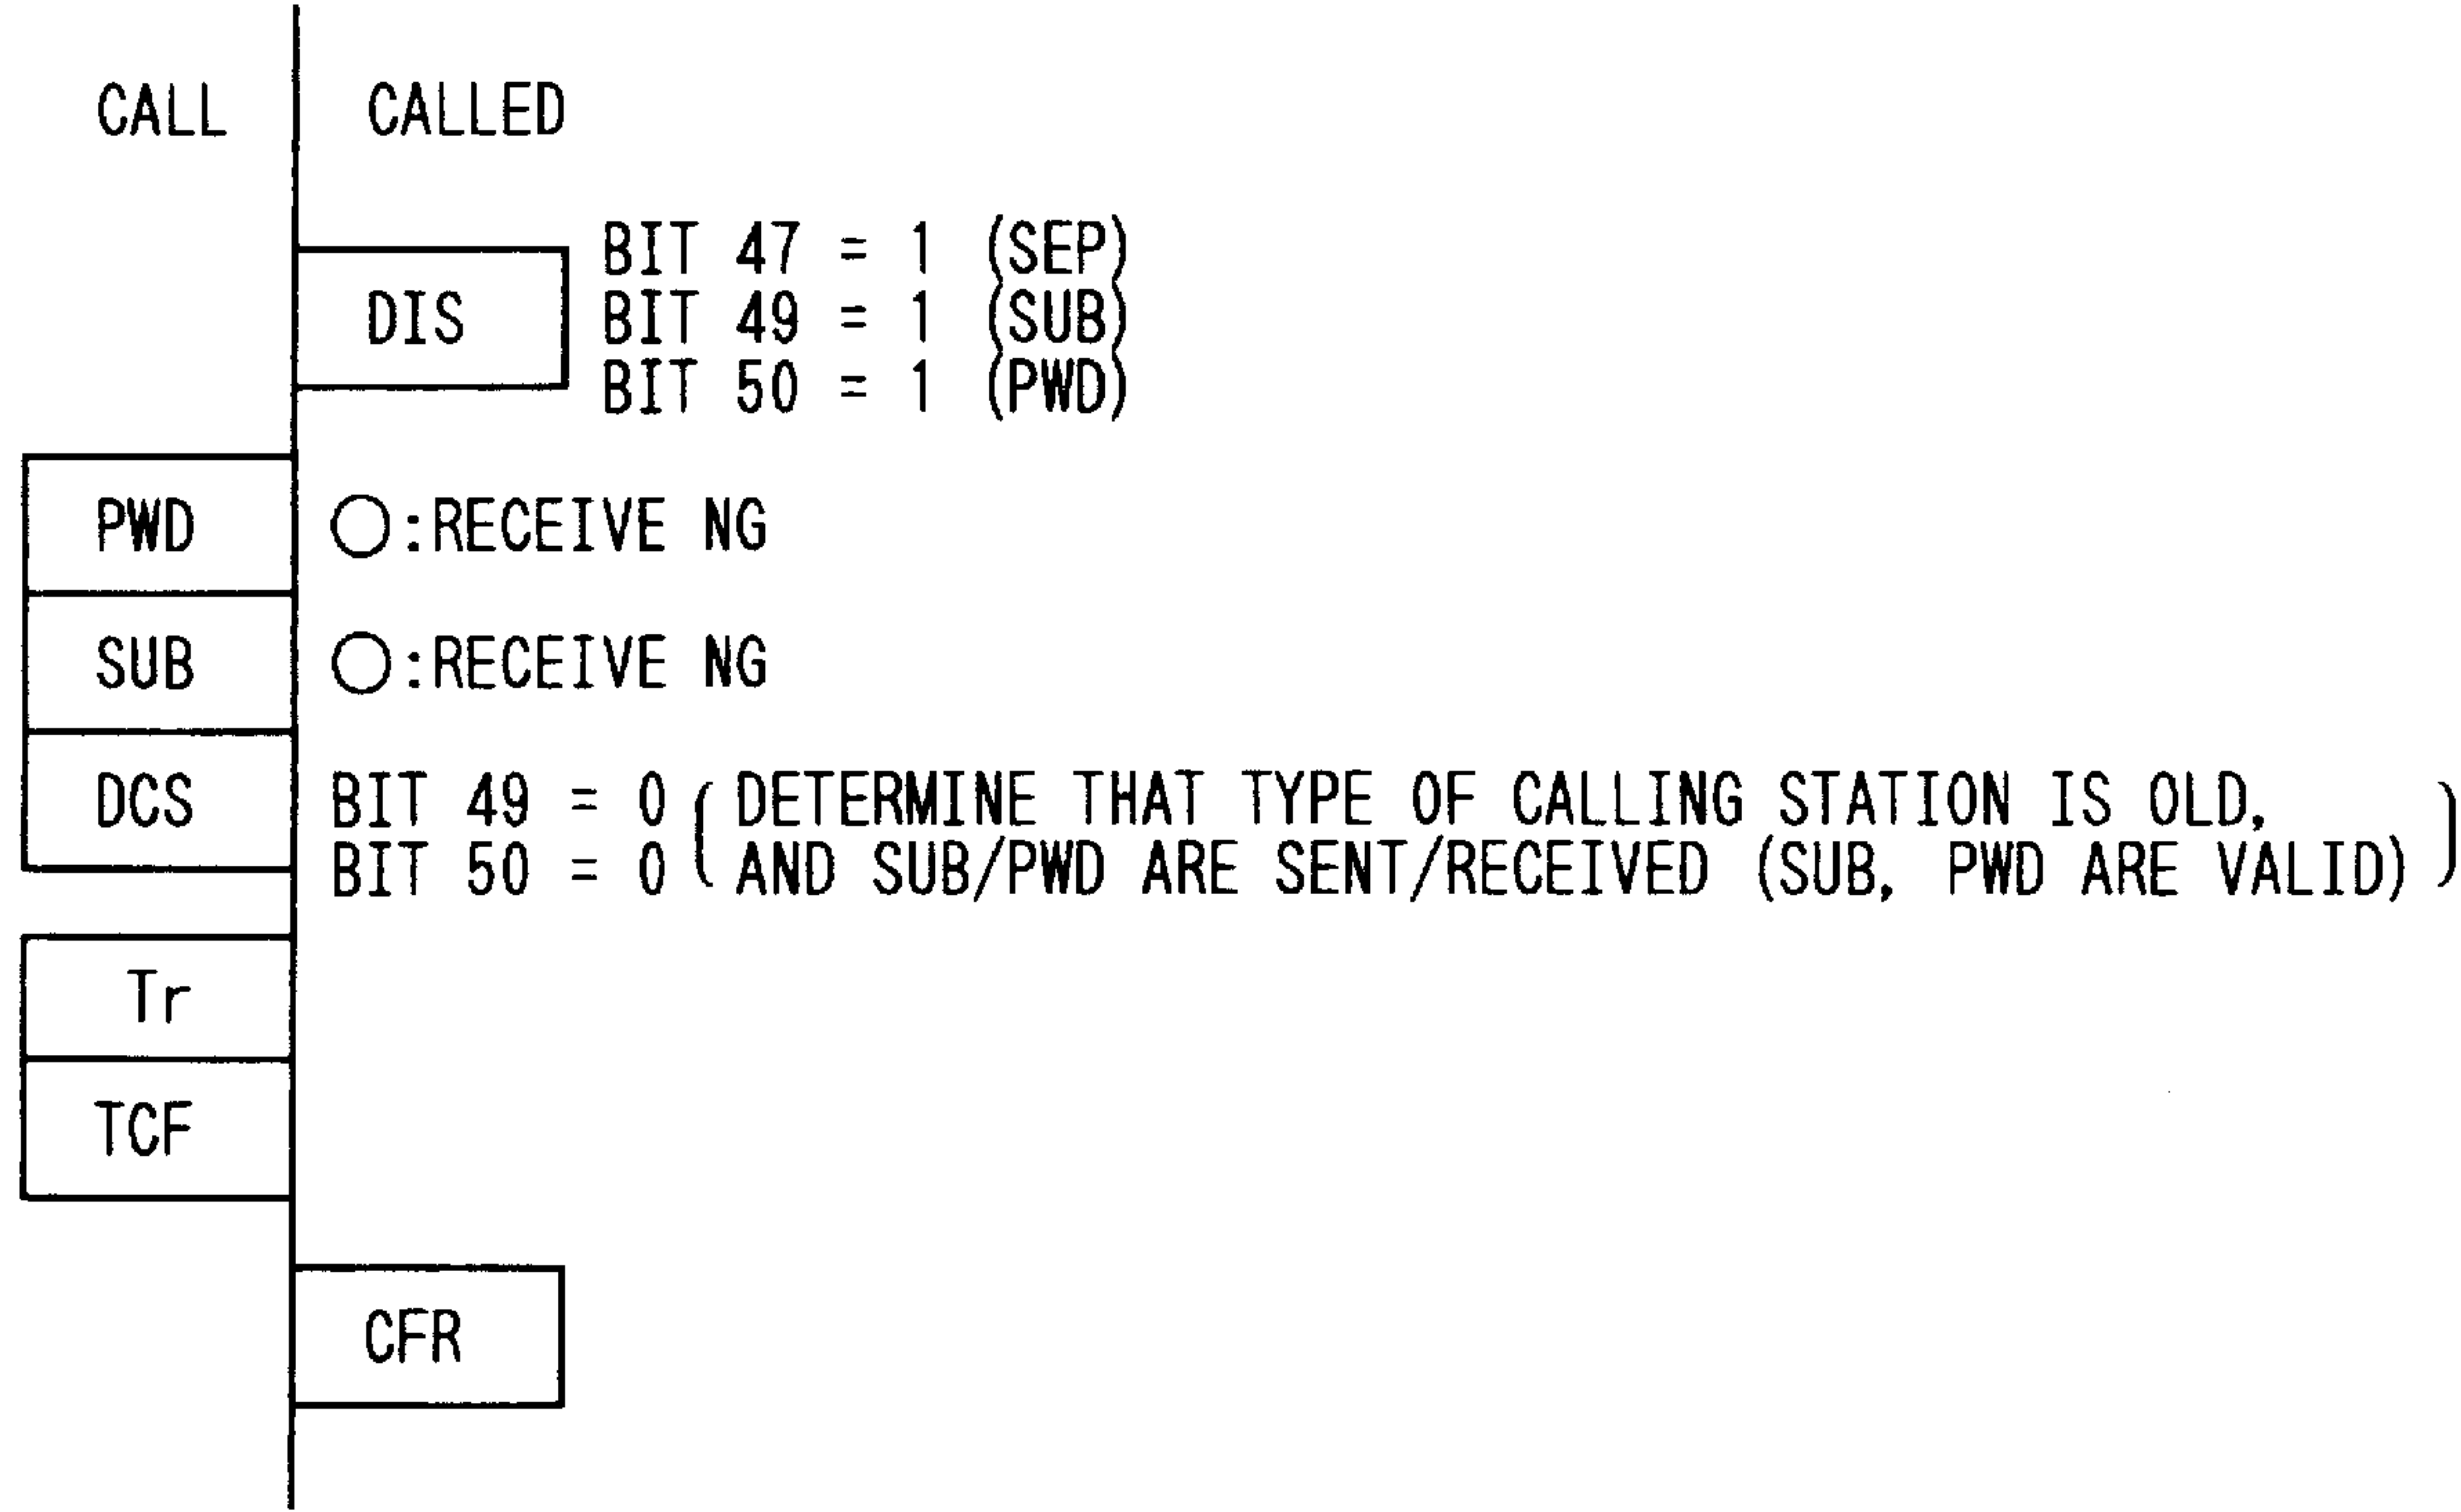 CALL CALLED
BIT 47 = 1 (SEP)
DIS BIT 49 = 1 (SUB)
BIT 50 = 1 (PWD)
PWD ○:RECEIVE NG
SUB ○:RECEIVE NG
DCS BIT 49 = 0 ( DETERMINE THAT TYPE OF CALLING STATION IS OLD,
BIT 50 = 0 AND SUB/PWD ARE SENT/RECEIVED (SUB, PWD ARE VALID) )
Tr
TCF
CFR